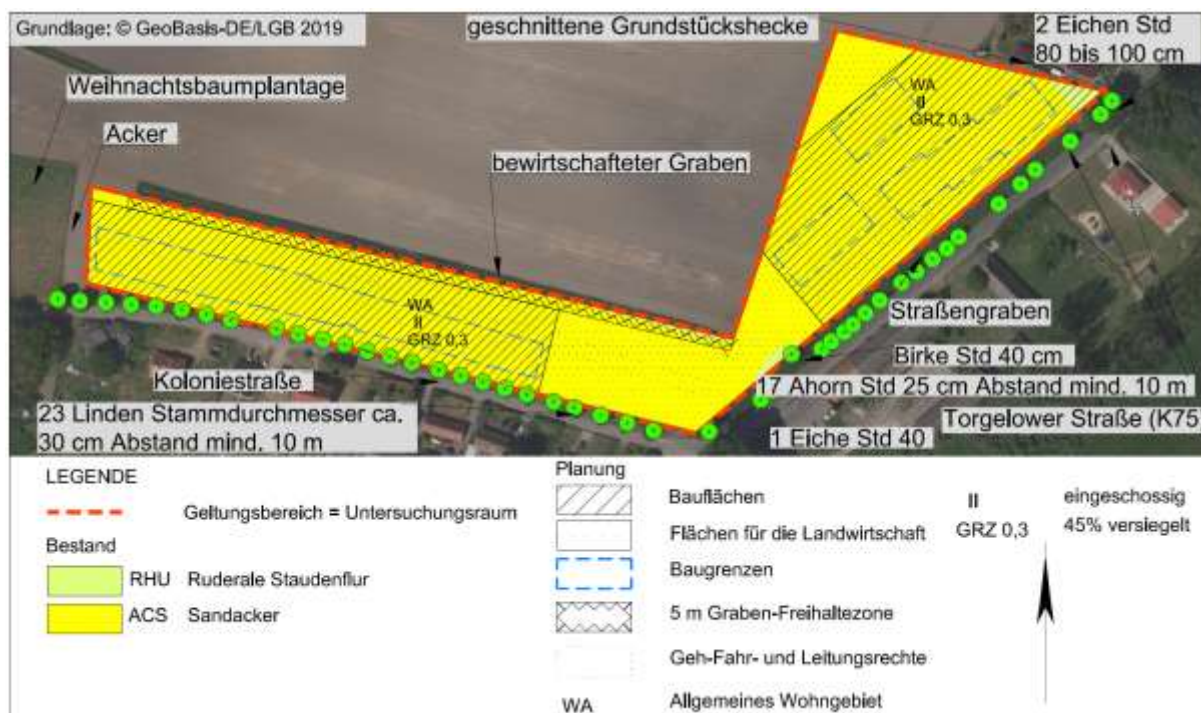 Grundlage: © GeoBasis-DE/LGB 2019
geschnittene Grundstückshecke
2 Eichen Std
80 bis 100 cm
Weihnachtsbaumplantage
Acker
bewirtschafteter Graben
WA
II
GRZ 0,3
WA
II
GRZ 0,3
Straßengraben
Birke Std 40 cm
Koloniestraße
17 Ahorn Std 25 cm Abstand mind. 10 m
23 Linden Stammdurchmesser ca.
30 cm Abstand mind. 10 m
Torgelower Straße (K75
1 Eiche Std 40
LEGENDE
Geltungsbereich = Untersuchungsraum
Bestand
RHU Ruderale Staudenflur
ACS Sandacker
Planung
Bauflächen
Flächen für die Landwirtschaft
Baugrenzen
5 m Graben-Freihaltezone
Geh-Fahr- und Leitungsrechte
WA Allgemeines Wohngebiet
II eingeschossig
GRZ 0,3 45% versiegelt